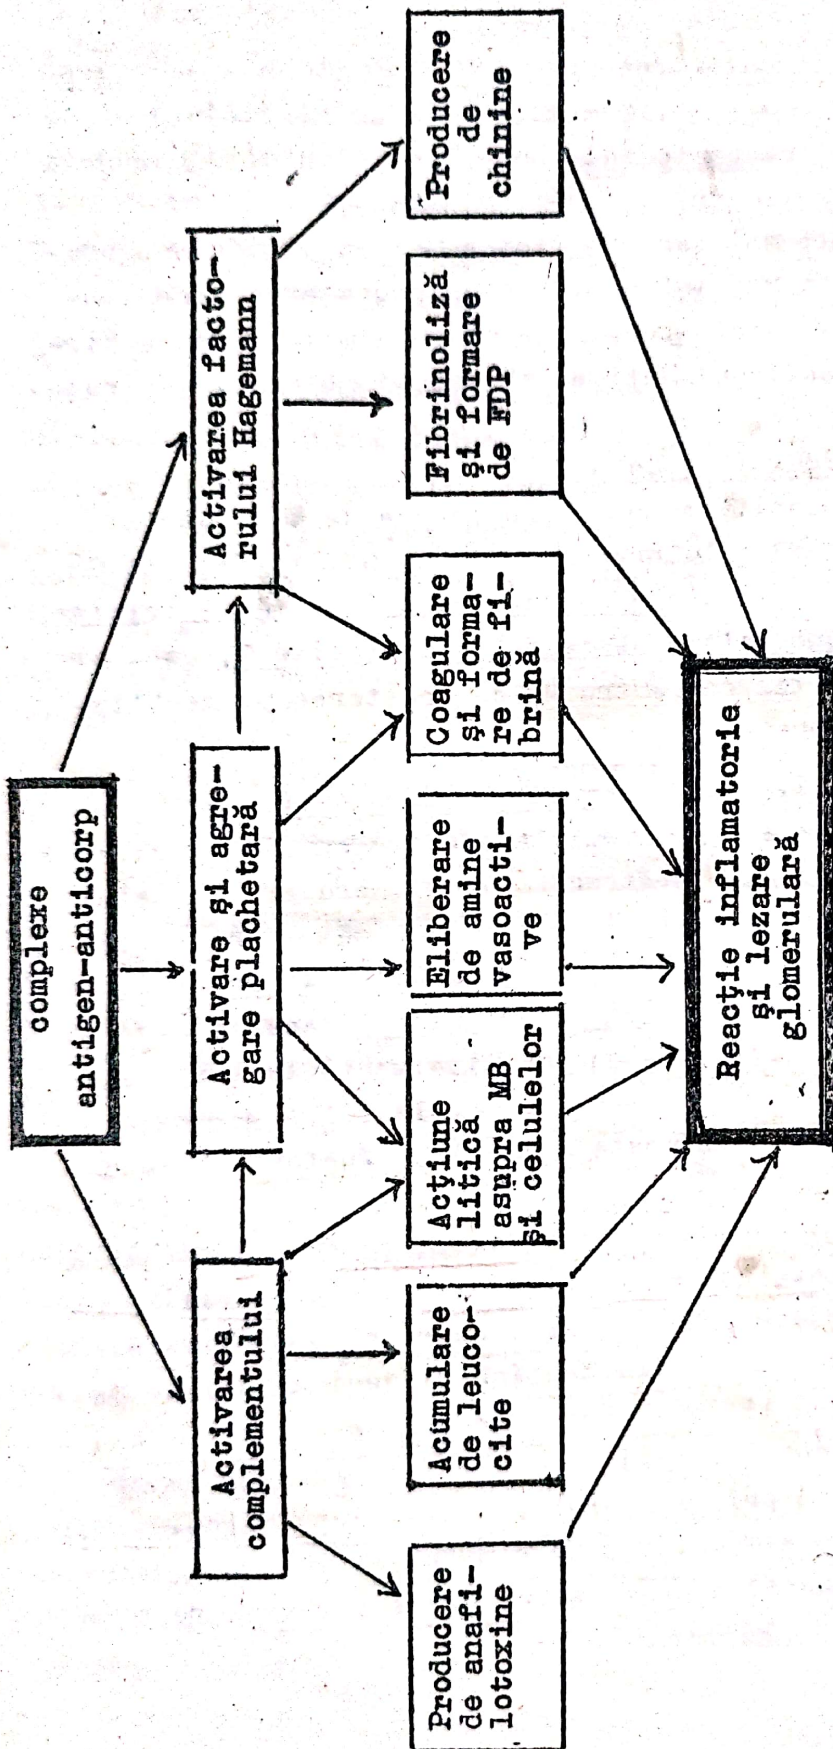 complexe
antigen-anticorp
Activarea
complementului
Activare şi agre-
gare plachetară
Activarea facto-
rului Hagemann
Producere
de anafi-
lotoxine
Acumulare
de leuco-
cite
Acţiune
litică
asupra MB
şi celulelor
Eliberare
de amine
vasoacti-
ve
Coagulare
şi forma-
re de fi-
brină
Fibrinoliză
şi formare
de FDP
Producere
de
chinine
Reacţie inflamatorie
şi lezare
glomerulară